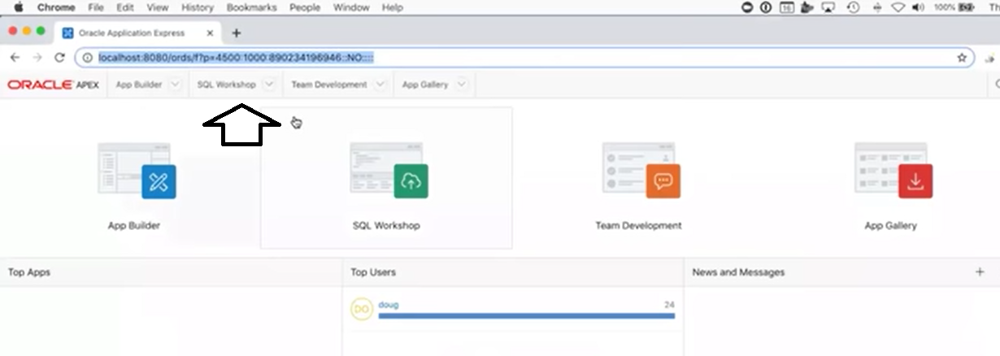 Chrome File Edit View History Bookmarks People Window Help 16 100% Th
Oracle Application Express
localhost:8080/ords/f?p=4500:1000:890234196946::NO::::
ORACLE APEX App Builder SQL Workshop Team Development App Gallery
App Builder SQL Workshop Team Development App Gallery
Top Apps Top Users News and Messages
DO doug 24